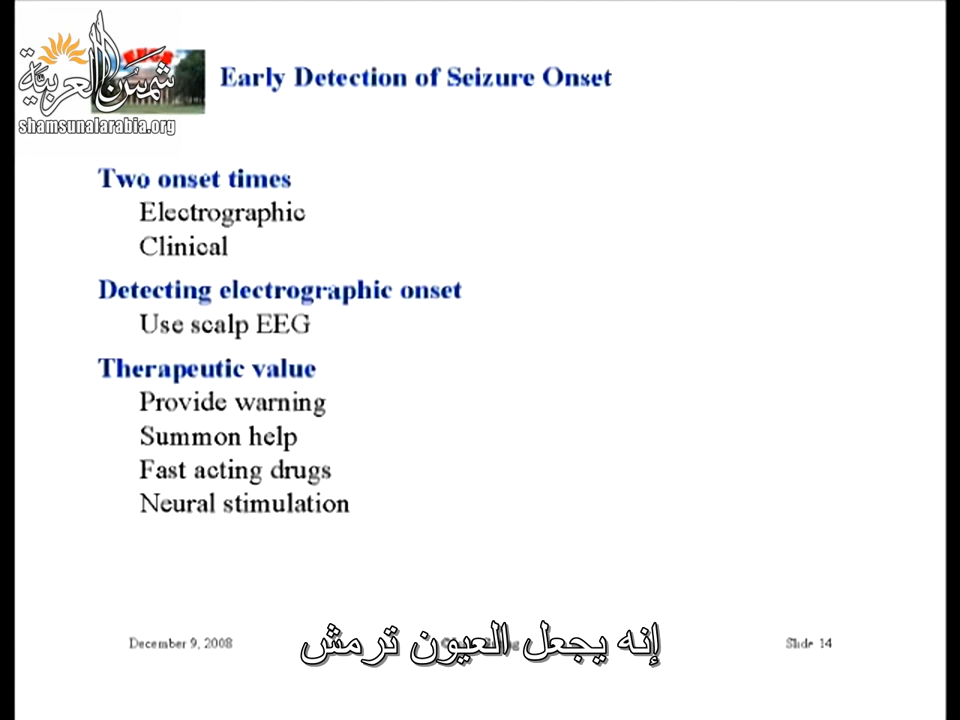 شمس العربية
shamsunalarabia.org
Early Detection of Seizure Onset
Two onset times
Electrographic
Clinical
Detecting electrographic onset
Use scalp EEG
Therapeutic value
Provide warning
Summon help
Fast acting drugs
Neural stimulation
December 9, 2008
Slide 14
إنه يجعل العيون ترمش